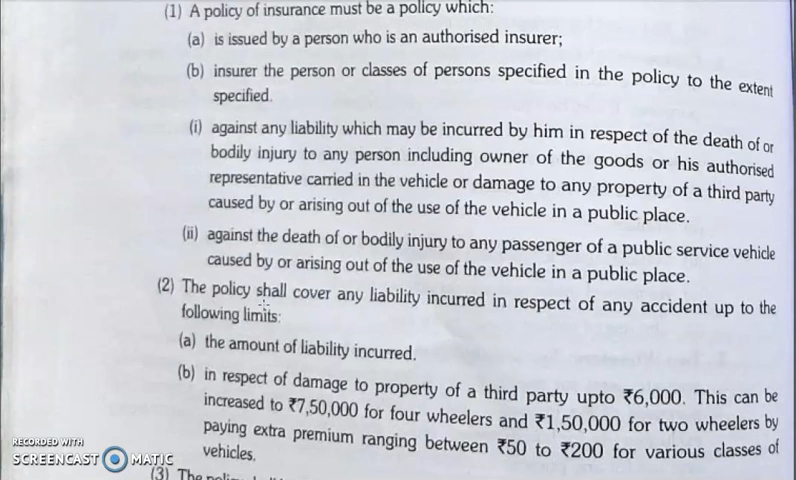 (1) A policy of insurance must be a policy which:
(a) is issued by a person who is an authorised insurer;
(b) insurer the person or classes of persons specified in the policy to the extent
specified.
(i) against any liability which may be incurred by him in respect of the death of or
bodily injury to any person including owner of the goods or his authorised
representative carried in the vehicle or damage to any property of a third party
caused by or arising out of the use of the vehicle in a public place.
(ii) against the death of or bodily injury to any passenger of a public service vehicle
caused by or arising out of the use of the vehicle in a public place.
(2) The policy shall cover any liability incurred in respect of any accident up to the
following limits:
(a) the amount of liability incurred.
(b) in respect of damage to property of a third party upto ₹6,000. This can be
increased to ₹7,50,000 for four wheelers and ₹1,50,000 for two wheelers by
paying extra premium ranging between ₹50 to ₹200 for various classes of
vehicles.
RECORDED WITH
SCREENCAST MATIC
(3) The